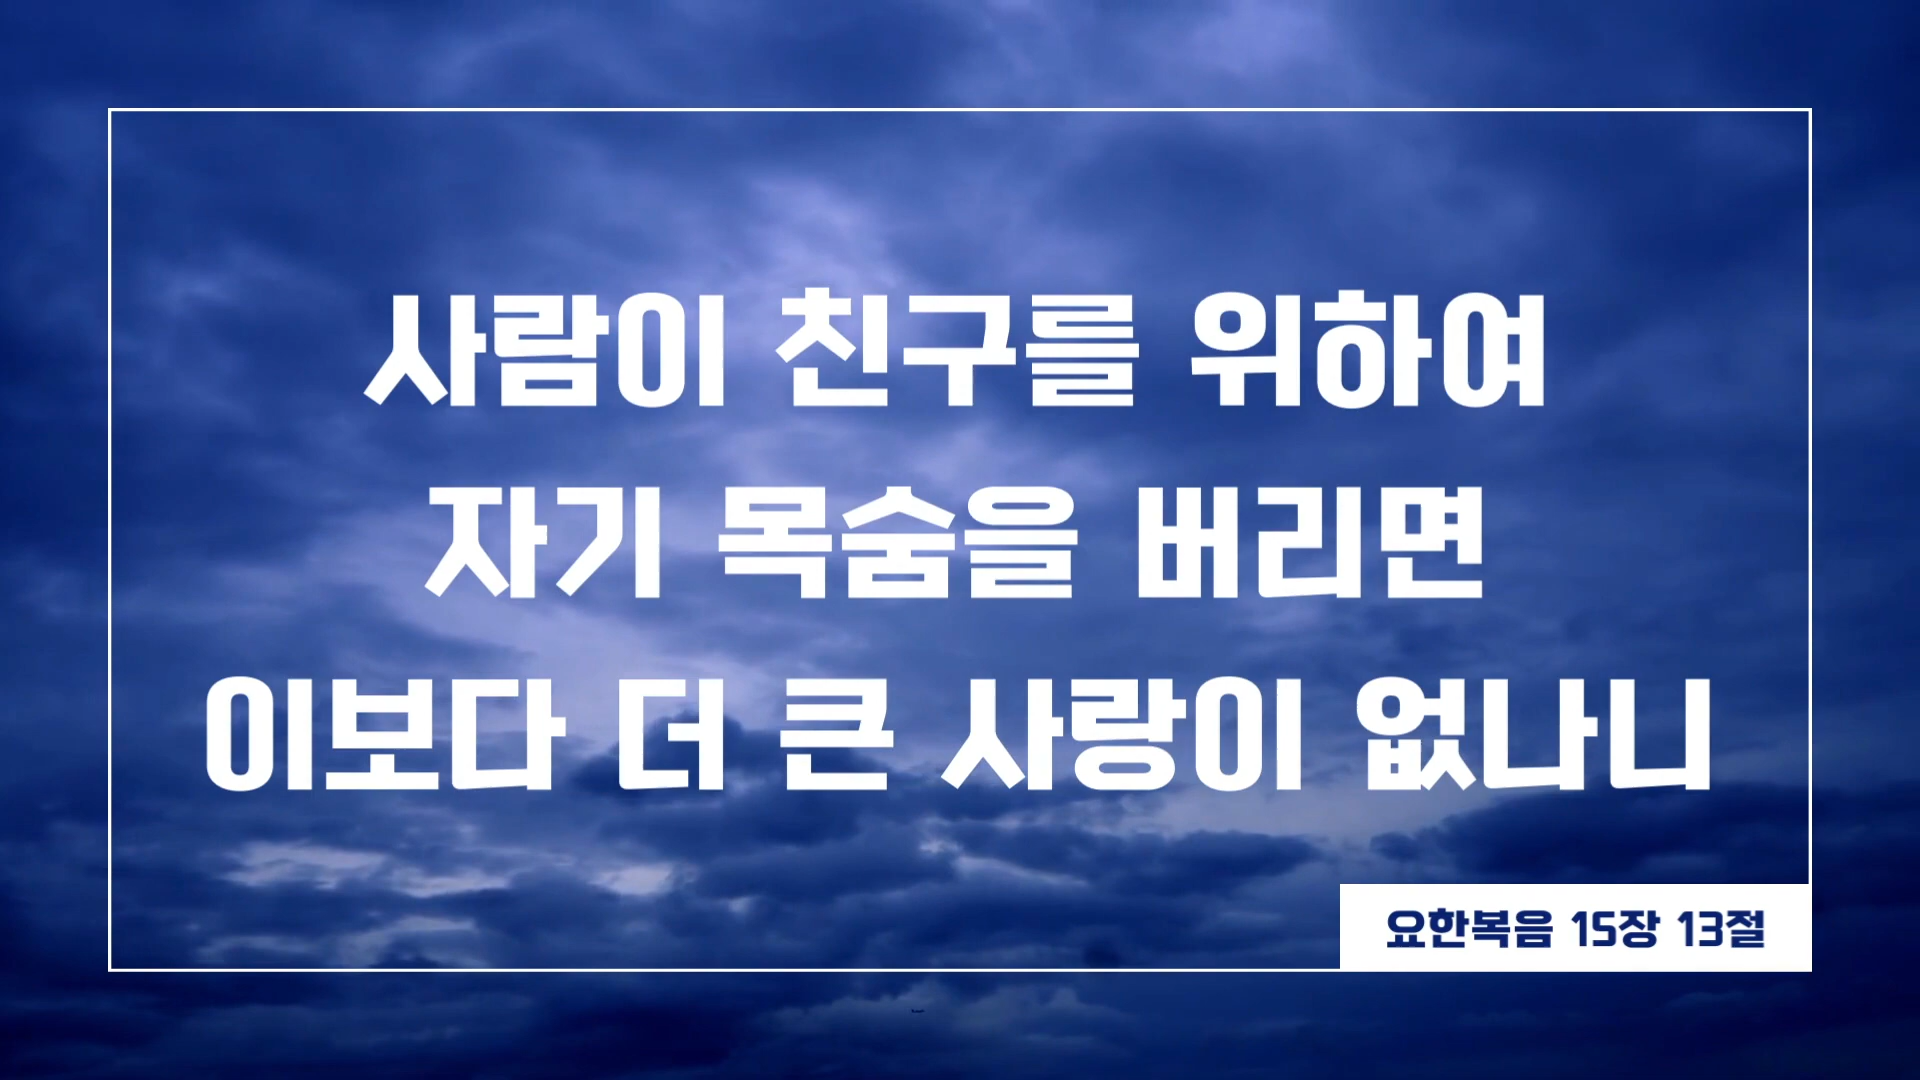 사람이 친구를 위하여
자기 목숨을 버리면
이보다 더 큰 사랑이 없나니
요한복음 15장 13절